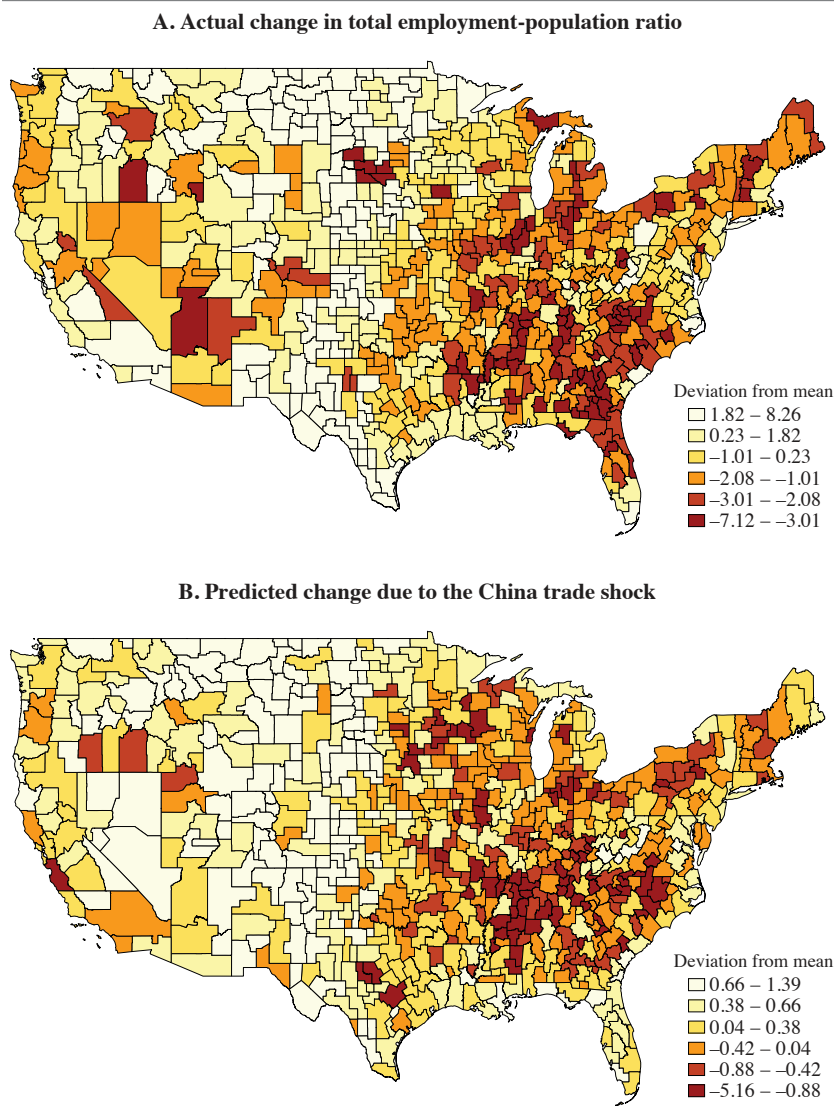 A. Actual change in total employment-population ratio
Deviation from mean
1.82 – 8.26
0.23 – 1.82
–1.01 – 0.23
–2.08 – –1.01
–3.01 – –2.08
–7.12 – –3.01
B. Predicted change due to the China trade shock
Deviation from mean
0.66 – 1.39
0.38 – 0.66
0.04 – 0.38
–0.42 – 0.04
–0.88 – –0.42
–5.16 – –0.88